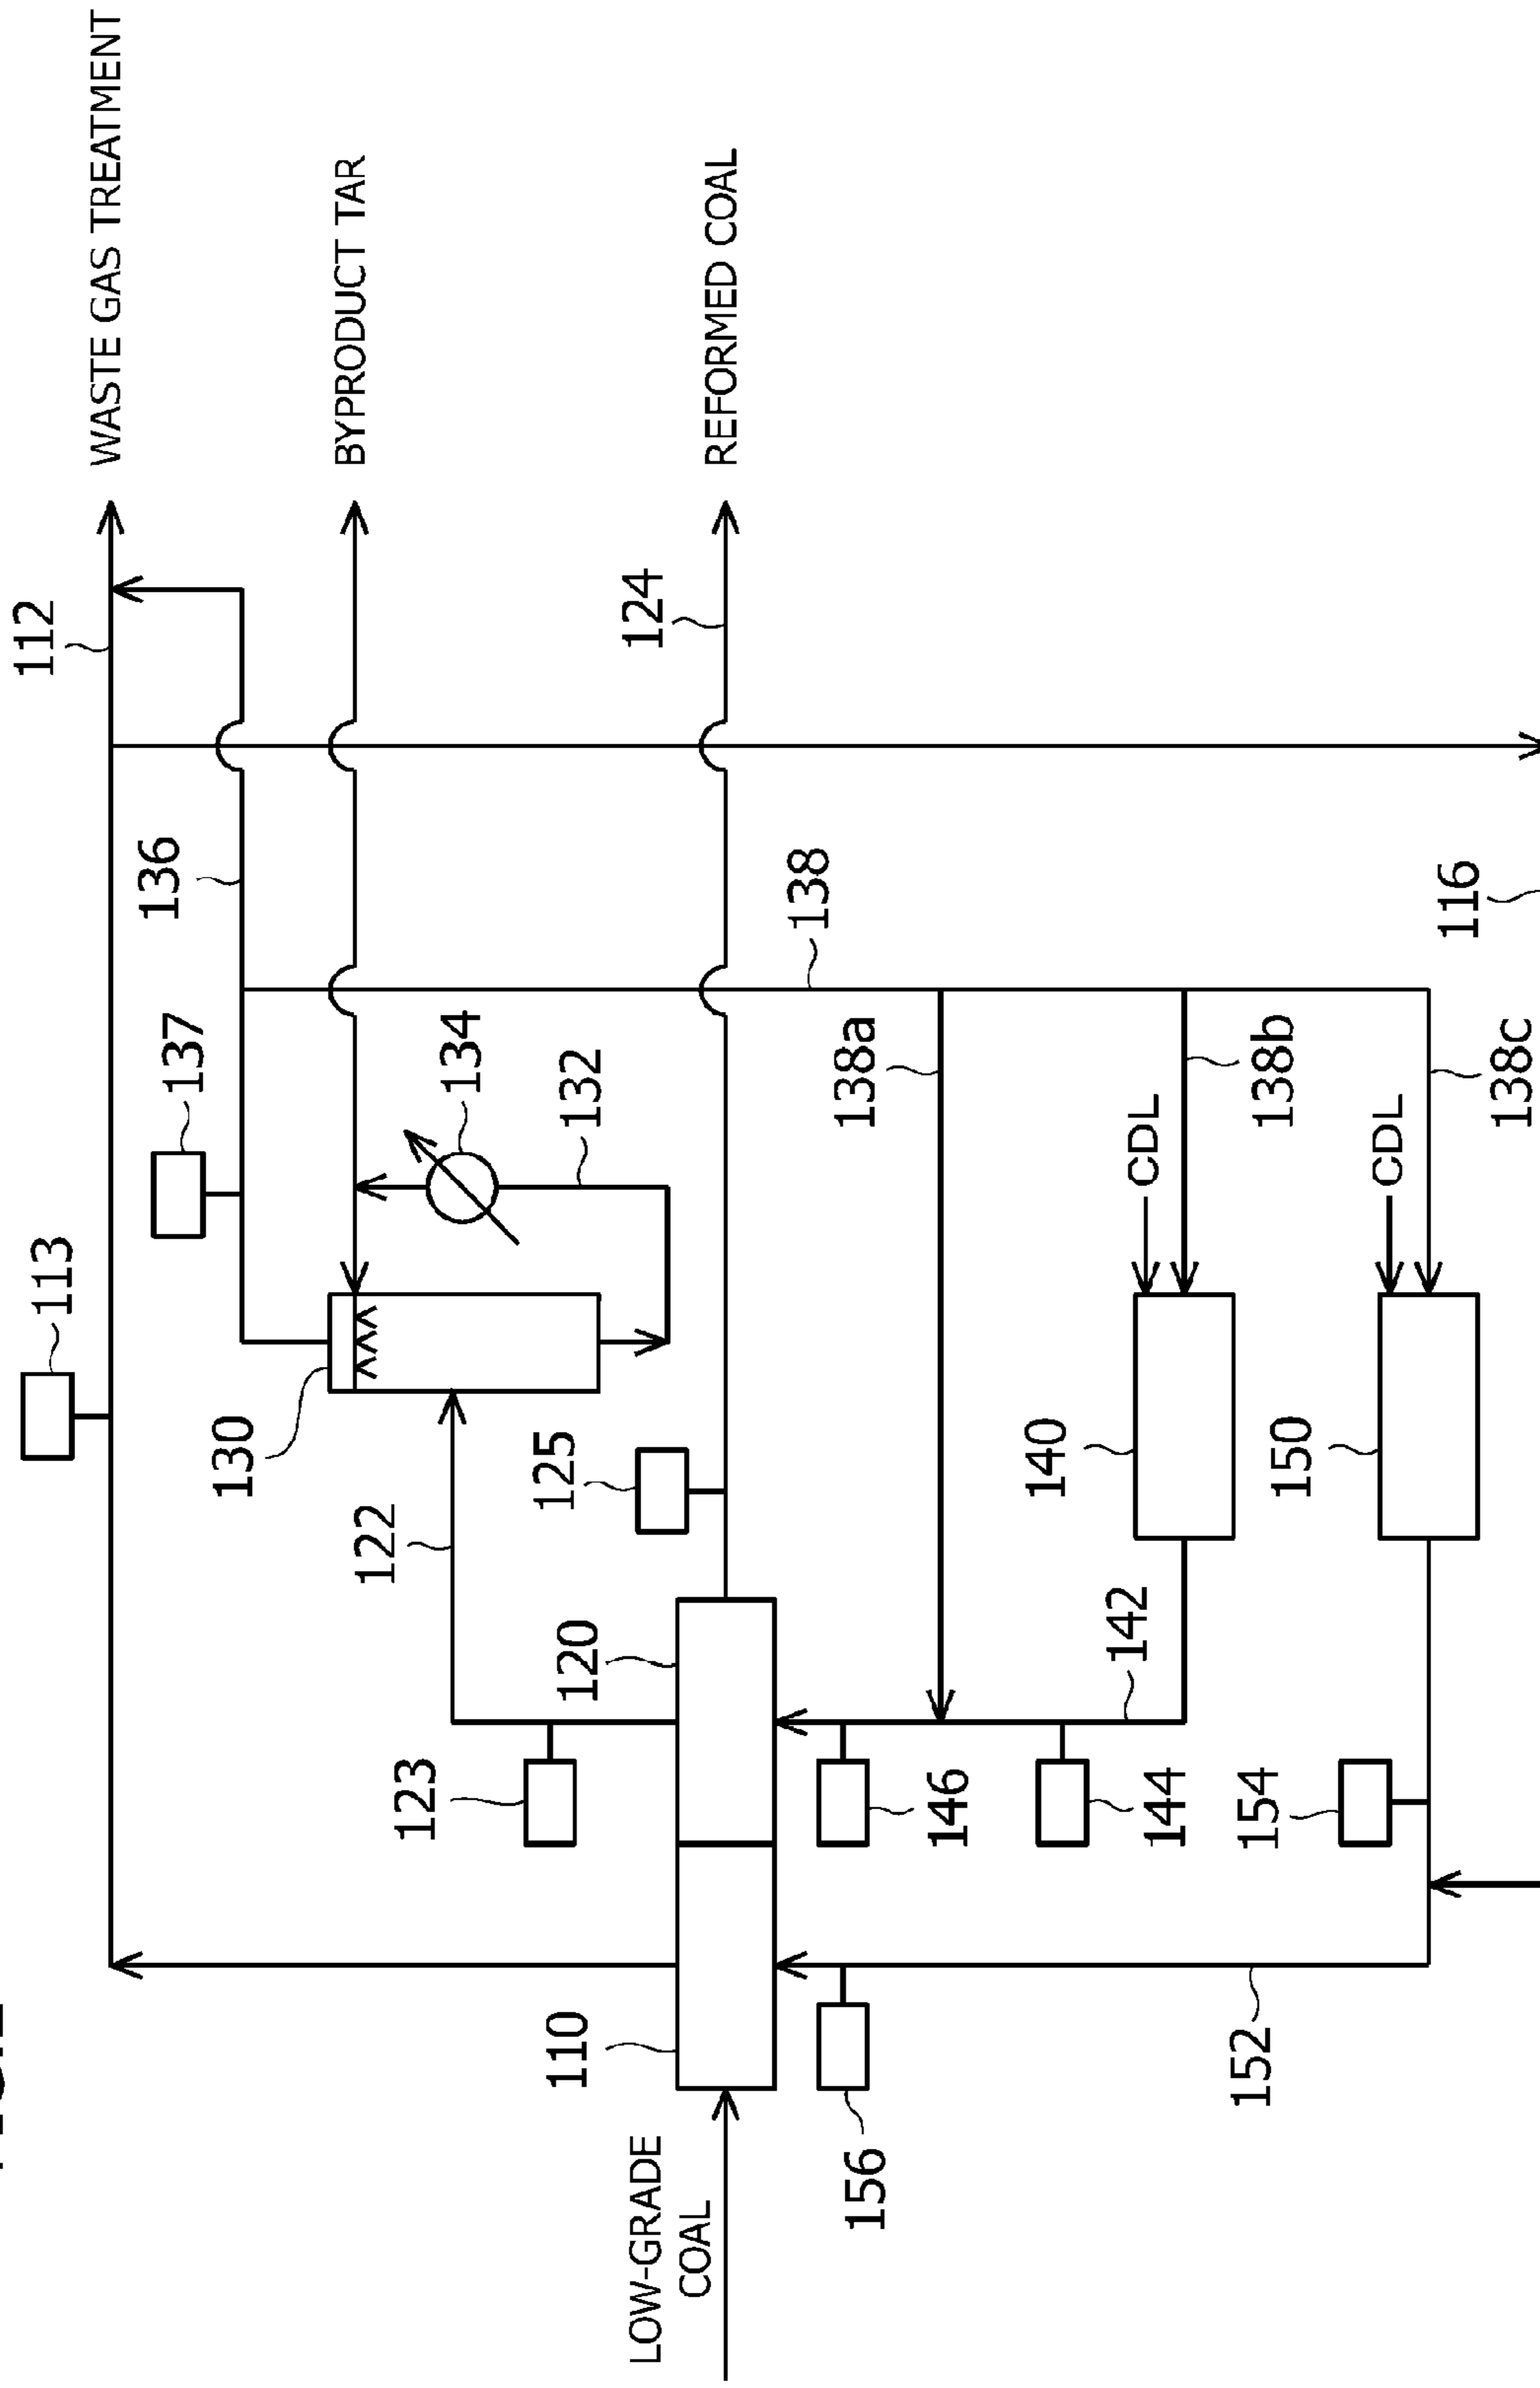 112
113
WASTE GAS TREATMENT
136
137
130
BYPRODUCT TAR
122
123
134
125
110
120
132
124
LOW-GRADE
COAL
REFORMED COAL
138
138a
156
146
140
142
CDL
144
152
154
138b
150
CDL
116
138c